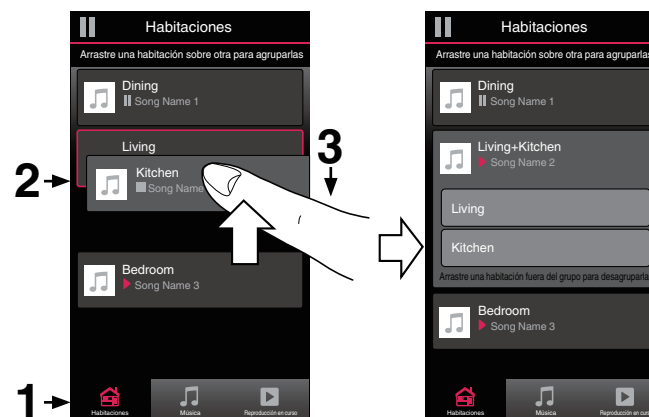 Habitaciones
Arrastre una habitación sobre otra para agruparlas
Dining
Song Name 1
Living
Kitchen
Song Name
Bedroom
Song Name 3
Habitaciones
Música
Reproducción en curso
1
2
3
Habitaciones
Arrastre una habitación sobre otra para agruparlas
Dining
Song Name 1
Living+Kitchen
Song Name 2
Living
Kitchen
Arrastre una habitación fuera del grupo para desagruparla
Bedroom
Song Name 3
Habitaciones
Música
Reproducción en curso